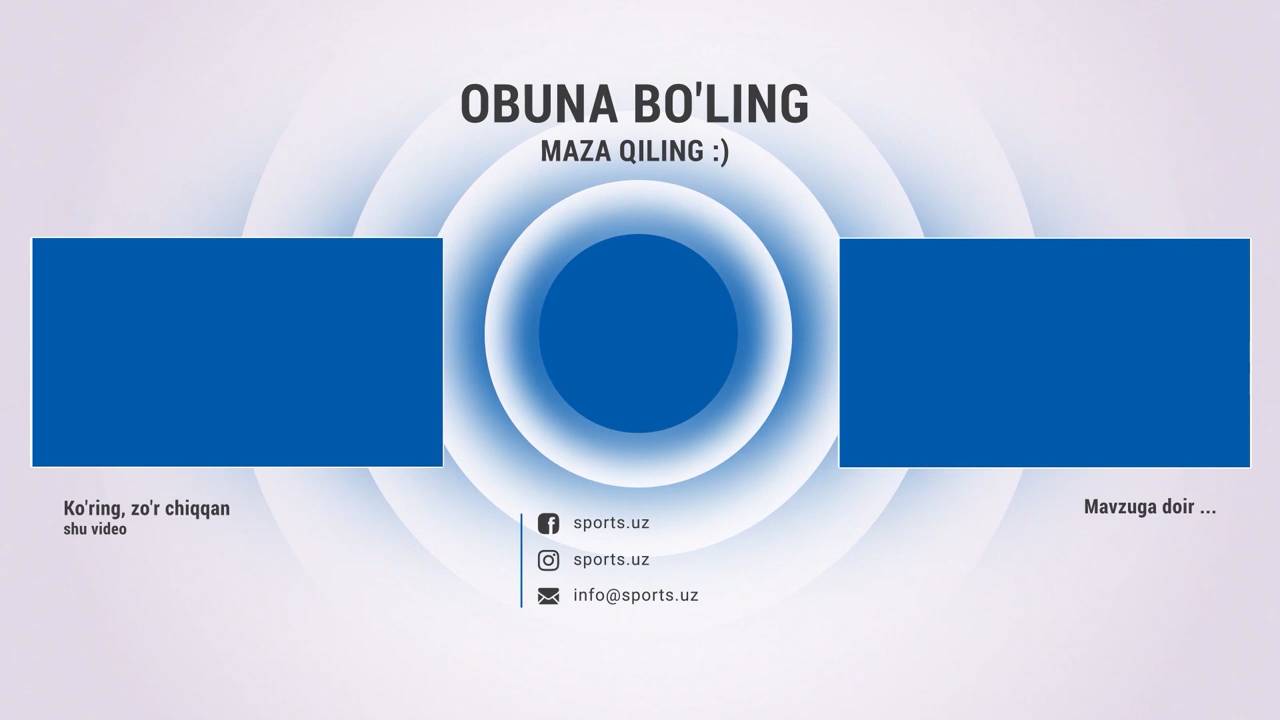 OBUNA BO'LING
MAZA QILING :)
Ko'ring, zo'r chiqqan
shu video
Mavzuga doir ...
sports.uz
sports.uz
info@sports.uz